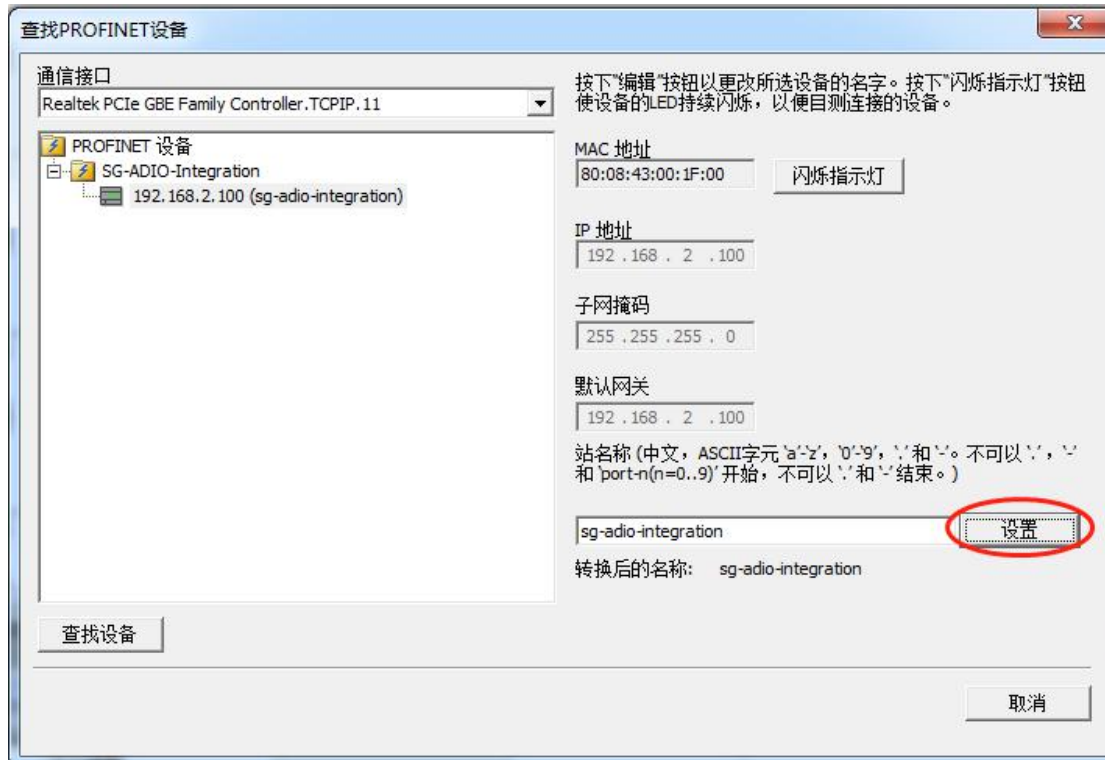 查找PROFINET设备
通信接口
Realtek PCIe GBE Family Controller.TCPIP.11
PROFINET 设备
SG-ADIO-Integration
192.168.2.100 (sg-adio-integration)
查找设备
按下"编辑"按钮以更改所选设备的名字。按下"闪烁指示灯"按钮
使设备的LED持续闪烁，以便目测连接的设备。
MAC 地址
80:08:43:00:1F:00
闪烁指示灯
IP 地址
192 . 168 . 2 . 100
子网掩码
255 . 255 . 255 . 0
默认网关
192 . 168 . 2 . 100
站名称 (中文，ASCII字元 'a'-'z'，'0'-'9'，'.' 和 '-'。不可以 '.'，'-'
和 'port-n(n=0..9)' 开始，不可以 '.' 和 '-' 结束。)
sg-adio-integration
设置
转换后的名称: sg-adio-integration
取消